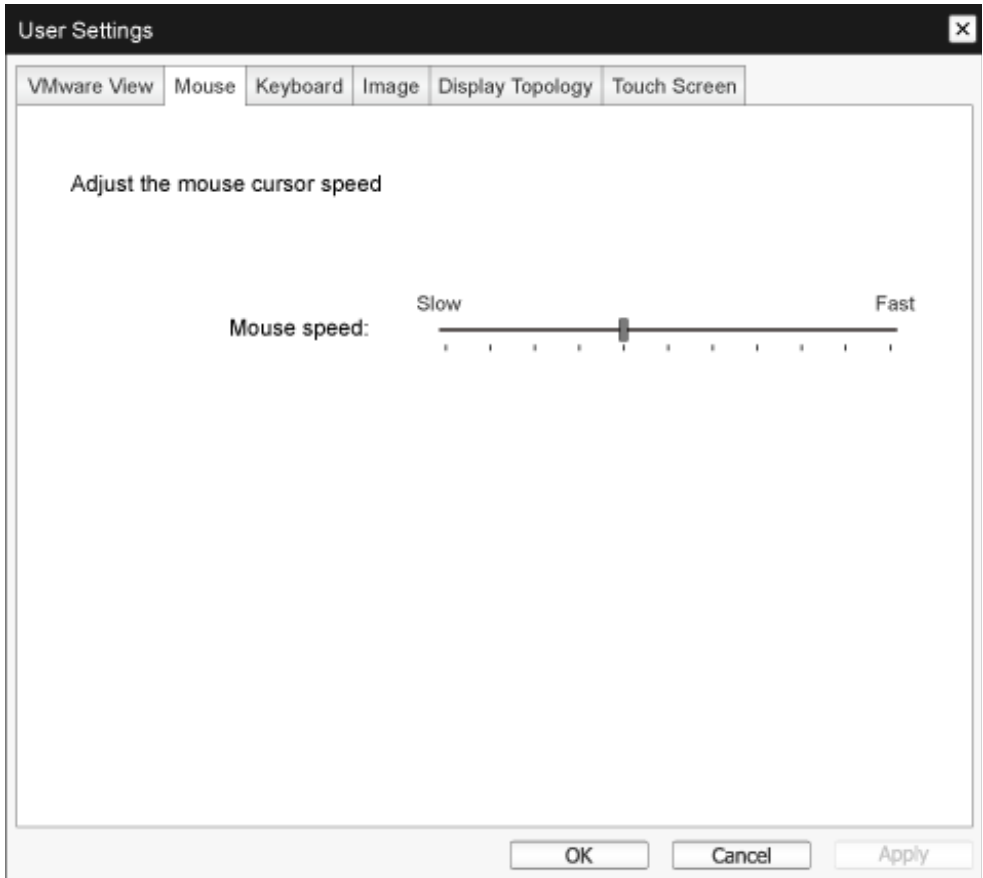 User Settings
VMware View Mouse Keyboard Image Display Topology Touch Screen
Adjust the mouse cursor speed
Slow Fast
Mouse speed:
OK Cancel Apply